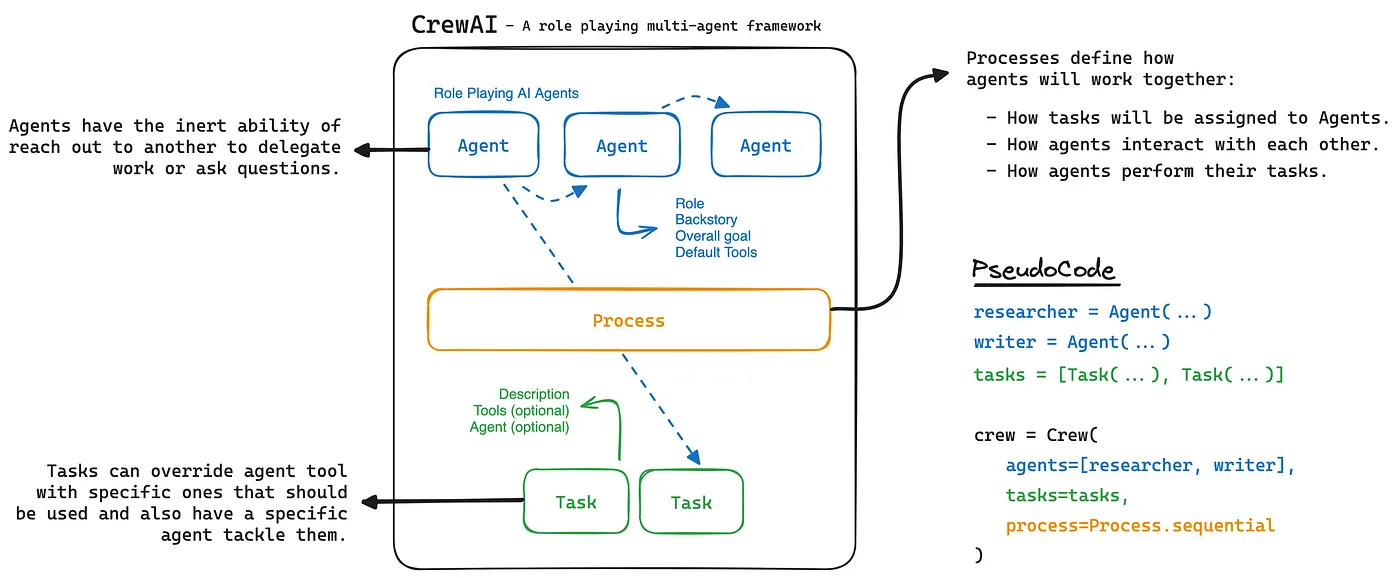 CrewAI - A role playing multi-agent framework
Role Playing AI Agents
Agent
Agent
Agent
Agents have the inert ability of
reach out to another to delegate
work or ask questions.
Role
Backstory
Overall goal
Default Tools
Process
Description
Tools (optional)
Agent (optional)
Task
Task
Tasks can override agent tool
with specific ones that should
be used and also have a specific
agent tackle them.
Processes define how
agents will work together:
- How tasks will be assigned to Agents.
- How agents interact with each other.
- How agents perform their tasks.
PseudoCode
researcher = Agent(...)
writer = Agent(...)
tasks = [Task(...), Task(...)]
crew = Crew(
agents=[researcher, writer],
tasks=tasks,
process=Process.sequential
)